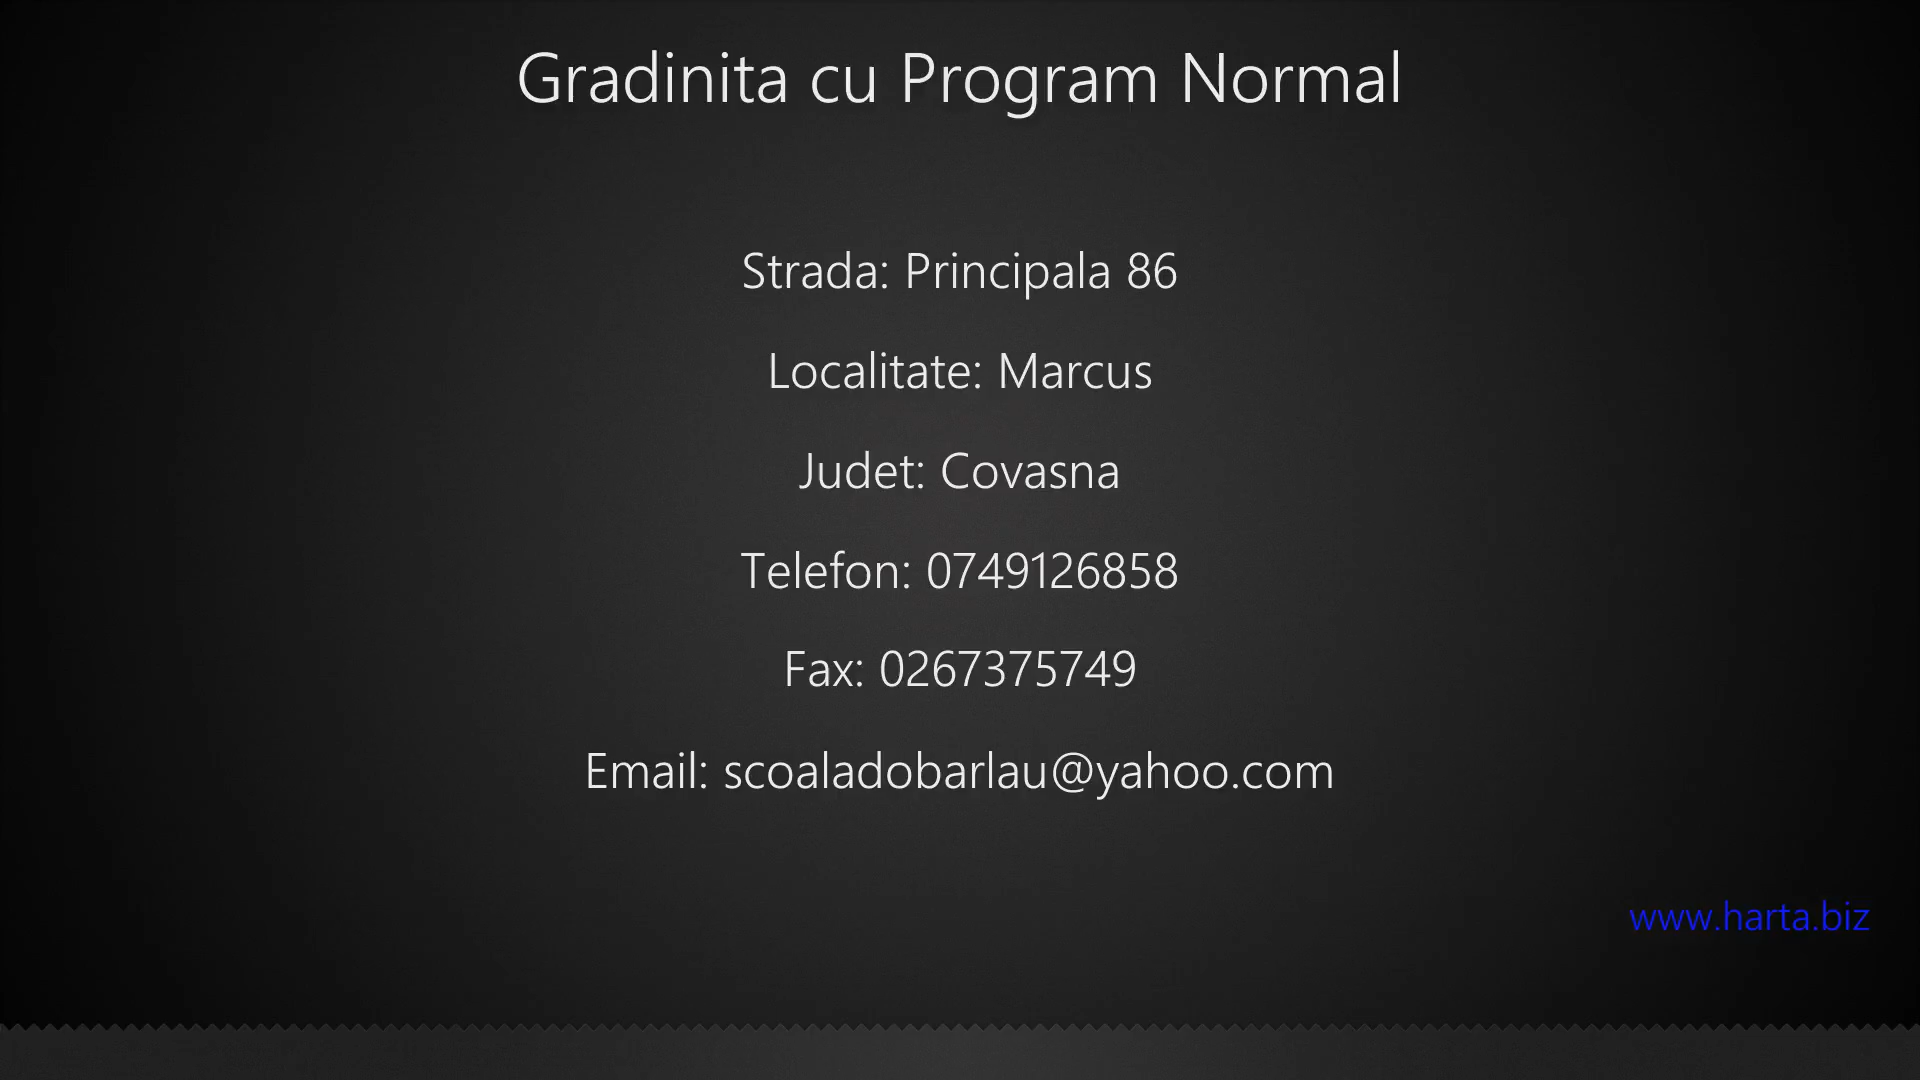 Gradinita cu Program Normal
Strada: Principala 86
Localitate: Marcus
Judet: Covasna
Telefon: 0749126858
Fax: 0267375749
Email: scoaladobarlau@yahoo.com
www.harta.biz